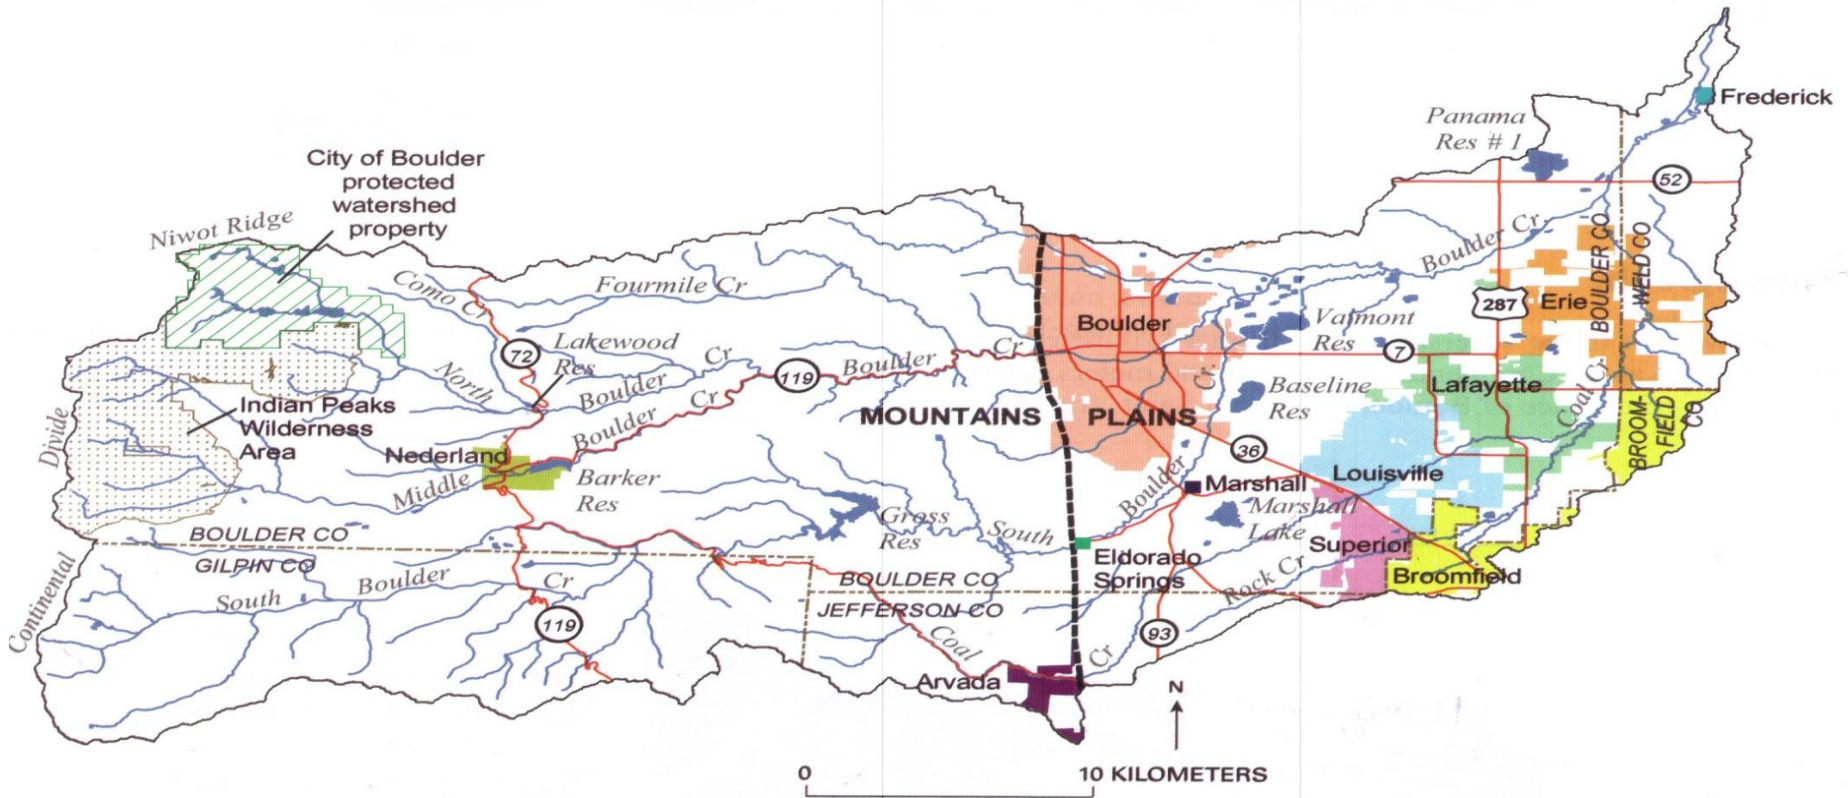 Frederick
Panama
Res # 1
52
City of Boulder
protected
watershed
property
Niwot Ridge
Boulder Cr
BOULDER CO
WELD CO
Como Cr
Fourmile Cr
287
Erie
Boulder
Valmont
Res
72
Lakewood
Res
North
Boulder
Cr
119
Boulder
Cr
7
Cr.
Baseline
Res
Lafayette
Coal Cr.
Indian Peaks
Wilderness
Area
Boulder
Cr
MOUNTAINS
PLAINS
BROOM-
FIELD
CO
Divide
Nederland
Middle
Barker
Res
36
Louisville
Boulder
Marshall
Marshall
Lake
Gross
Res
South
BOULDER CO
GILPIN CO
Superior
Eldorado
Springs
Broomfield
Continental
South
Boulder
Cr
BOULDER CO
JEFFERSON CO
Rock Cr
119
Coal
Cr
93
Arvada
N
0
10 KILOMETERS